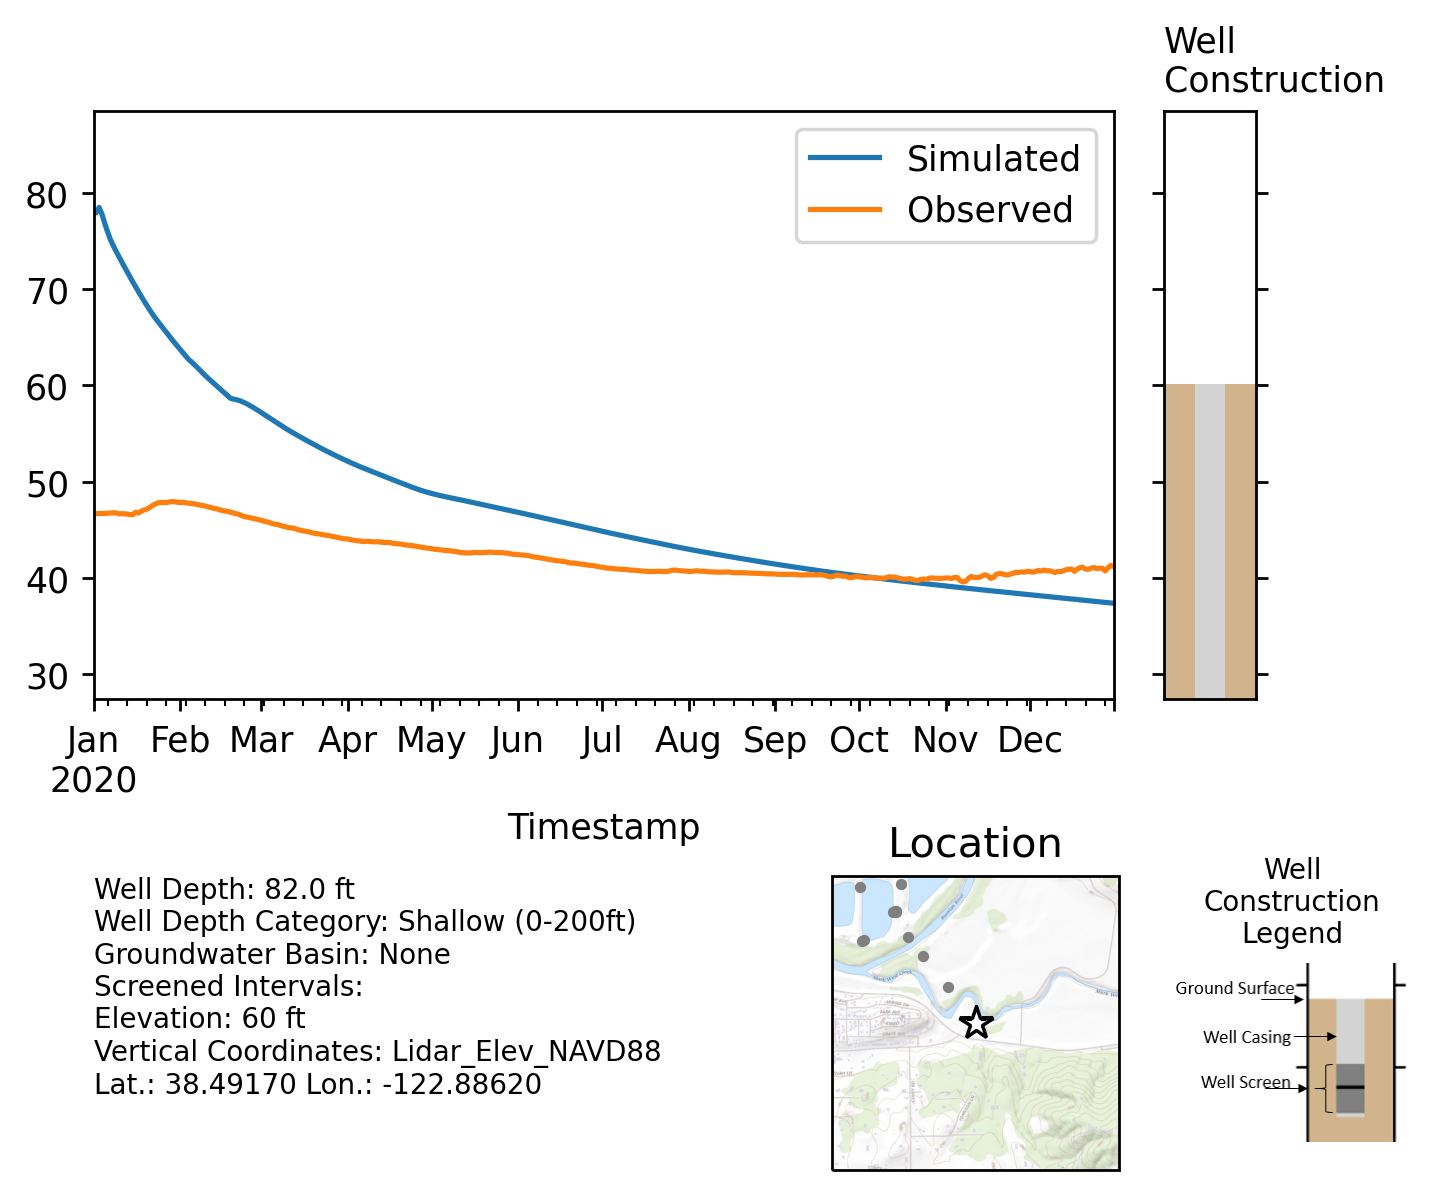 Well
Construction
Simulated
Observed
80
70
60
50
40
30
Jan
2020
Feb
Mar
Apr
May
Jun
Jul
Aug
Sep
Oct
Nov
Dec
Timestamp
Well Depth: 82.0 ft
Well Depth Category: Shallow (0-200ft)
Groundwater Basin: None
Screened Intervals:
Elevation: 60 ft
Vertical Coordinates: Lidar_Elev_NAVD88
Lat.: 38.49170 Lon.: -122.88620
Location
Well
Construction
Legend
Ground Surface
Well Casing
Well Screen